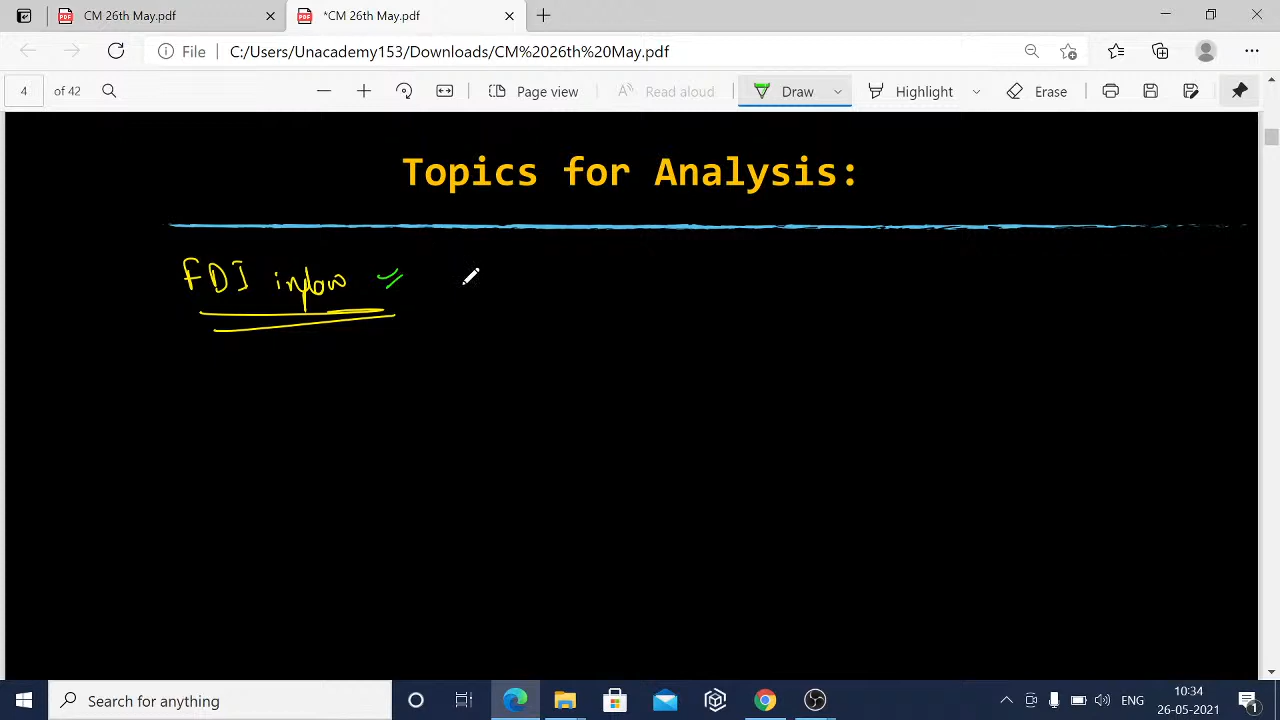 CM 26th May.pdf
*CM 26th May.pdf
File C:/Users/Unacademy153/Downloads/CM%2026th%20May.pdf
4 of 42 Page view Read aloud Draw Highlight Erase
Topics for Analysis:
FDI inflow
Search for anything
ENG
10:34
26-05-2021
1